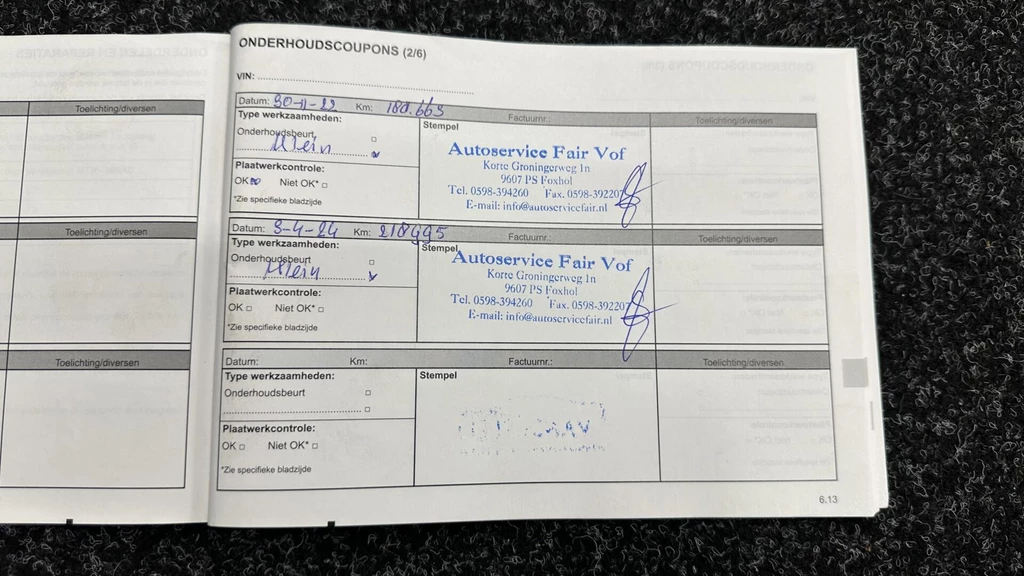 ONDERHOUDSCOUPONS (2/6)
VIN:
Toelichting/diversen
Datum: 30-11-22 Km: 180.663 Factuurnr.: Toelichting/diversen
Type werkzaamheden:
Onderhoudsbeurt
Klein
Plaatwerkcontrole:
OK Niet OK*
*Zie specifieke bladzijde
Stempel
Autoservice Fair Vof
Korte Groningerweg 1n
9607 PS Foxhol
Tel. 0598-394260 Fax. 0598-392207
E-mail: info@autoservicefair.nl
Toelichting/diversen
Datum: 3-4-24 Km: 218995 Factuurnr.: Toelichting/diversen
Type werkzaamheden:
Onderhoudsbeurt
Klein
Plaatwerkcontrole:
OK Niet OK*
*Zie specifieke bladzijde
Stempel
Autoservice Fair Vof
Korte Groningerweg 1n
9607 PS Foxhol
Tel. 0598-394260 Fax. 0598-39220
E-mail: info@autoservicefair.nl
Toelichting/diversen
Datum: Km: Factuurnr.: Toelichting/diversen
Type werkzaamheden:
Onderhoudsbeurt
Plaatwerkcontrole:
OK Niet OK*
*Zie specifieke bladzijde
Stempel
6.13